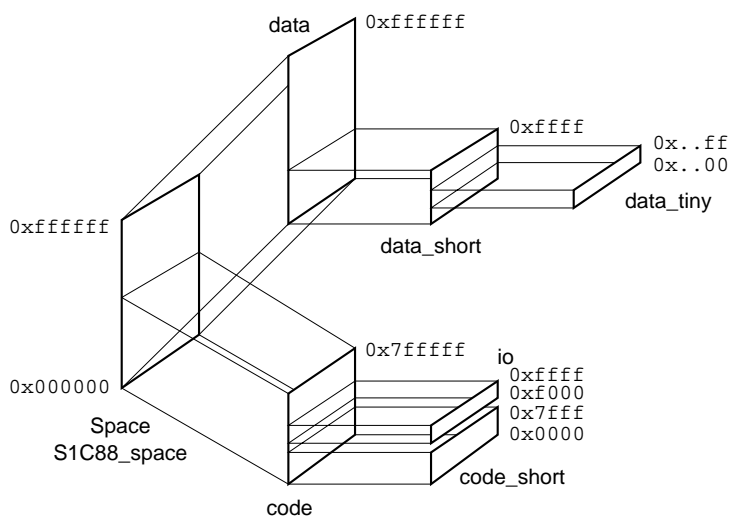 data
0xffffff
0xffff
0x..ff
0x..00
data_tiny
0xffffff
data_short
0x7fffff
io
0xffff
0x000000
0xf000
0x7fff
0x0000
Space
S1C88_space
code_short
code